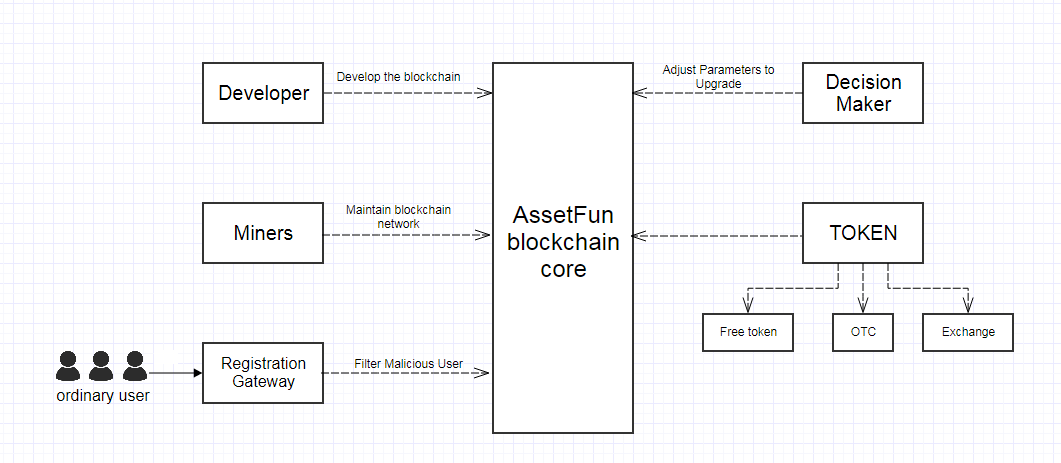 Developer
Develop the blockchain
Adjust Parameters to
Upgrade
Decision
Maker
Miners
Maintain blockchain
network
AssetFun
blockchain
core
TOKEN
Free token
OTC
Exchange
ordinary user
Registration
Gateway
Filter Malicious User